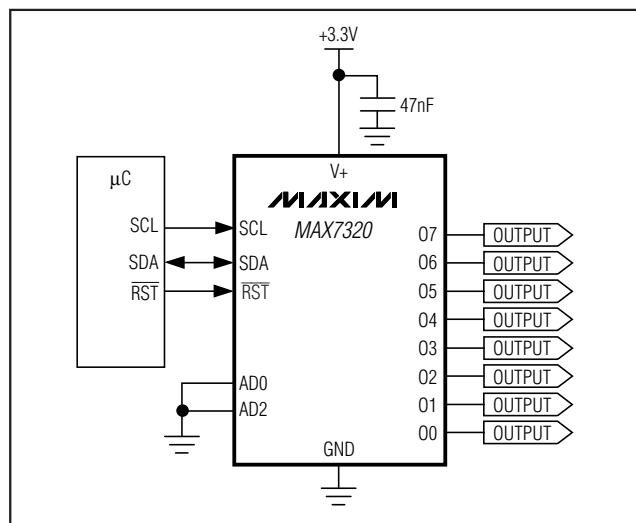 +3.3V
47nF
μC
V+
MAXIM
MAX7320
SCL
SCL
O7
OUTPUT
SDA
SDA
O6
OUTPUT
RST
RST
O5
OUTPUT
O4
OUTPUT
O3
OUTPUT
AD0
O2
OUTPUT
AD2
O1
OUTPUT
O0
OUTPUT
GND